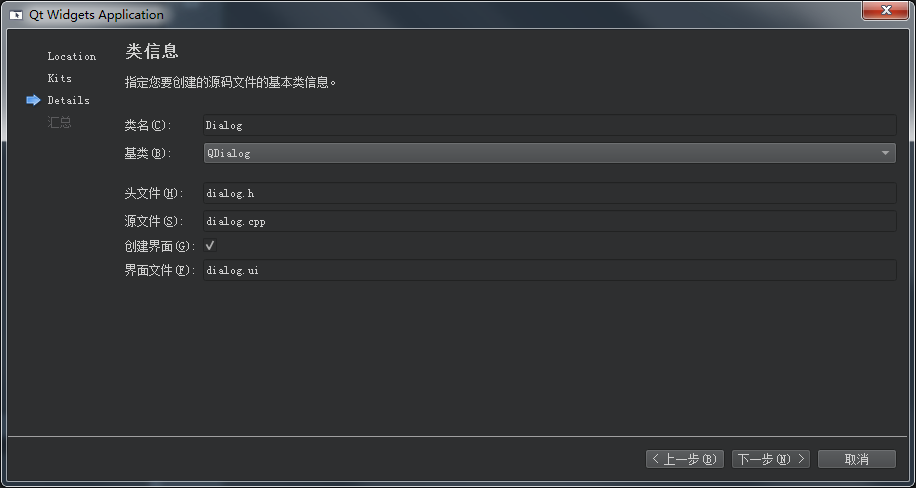 Qt Widgets Application
Location
Kits
Details
汇总
类信息
指定您要创建的源码文件的基本类信息。
类名(C): Dialog
基类(B): QDialog
头文件(H): dialog.h
源文件(S): dialog.cpp
创建界面(G):
界面文件(F): dialog.ui
< 上一步(B) 下一步(N) > 取消